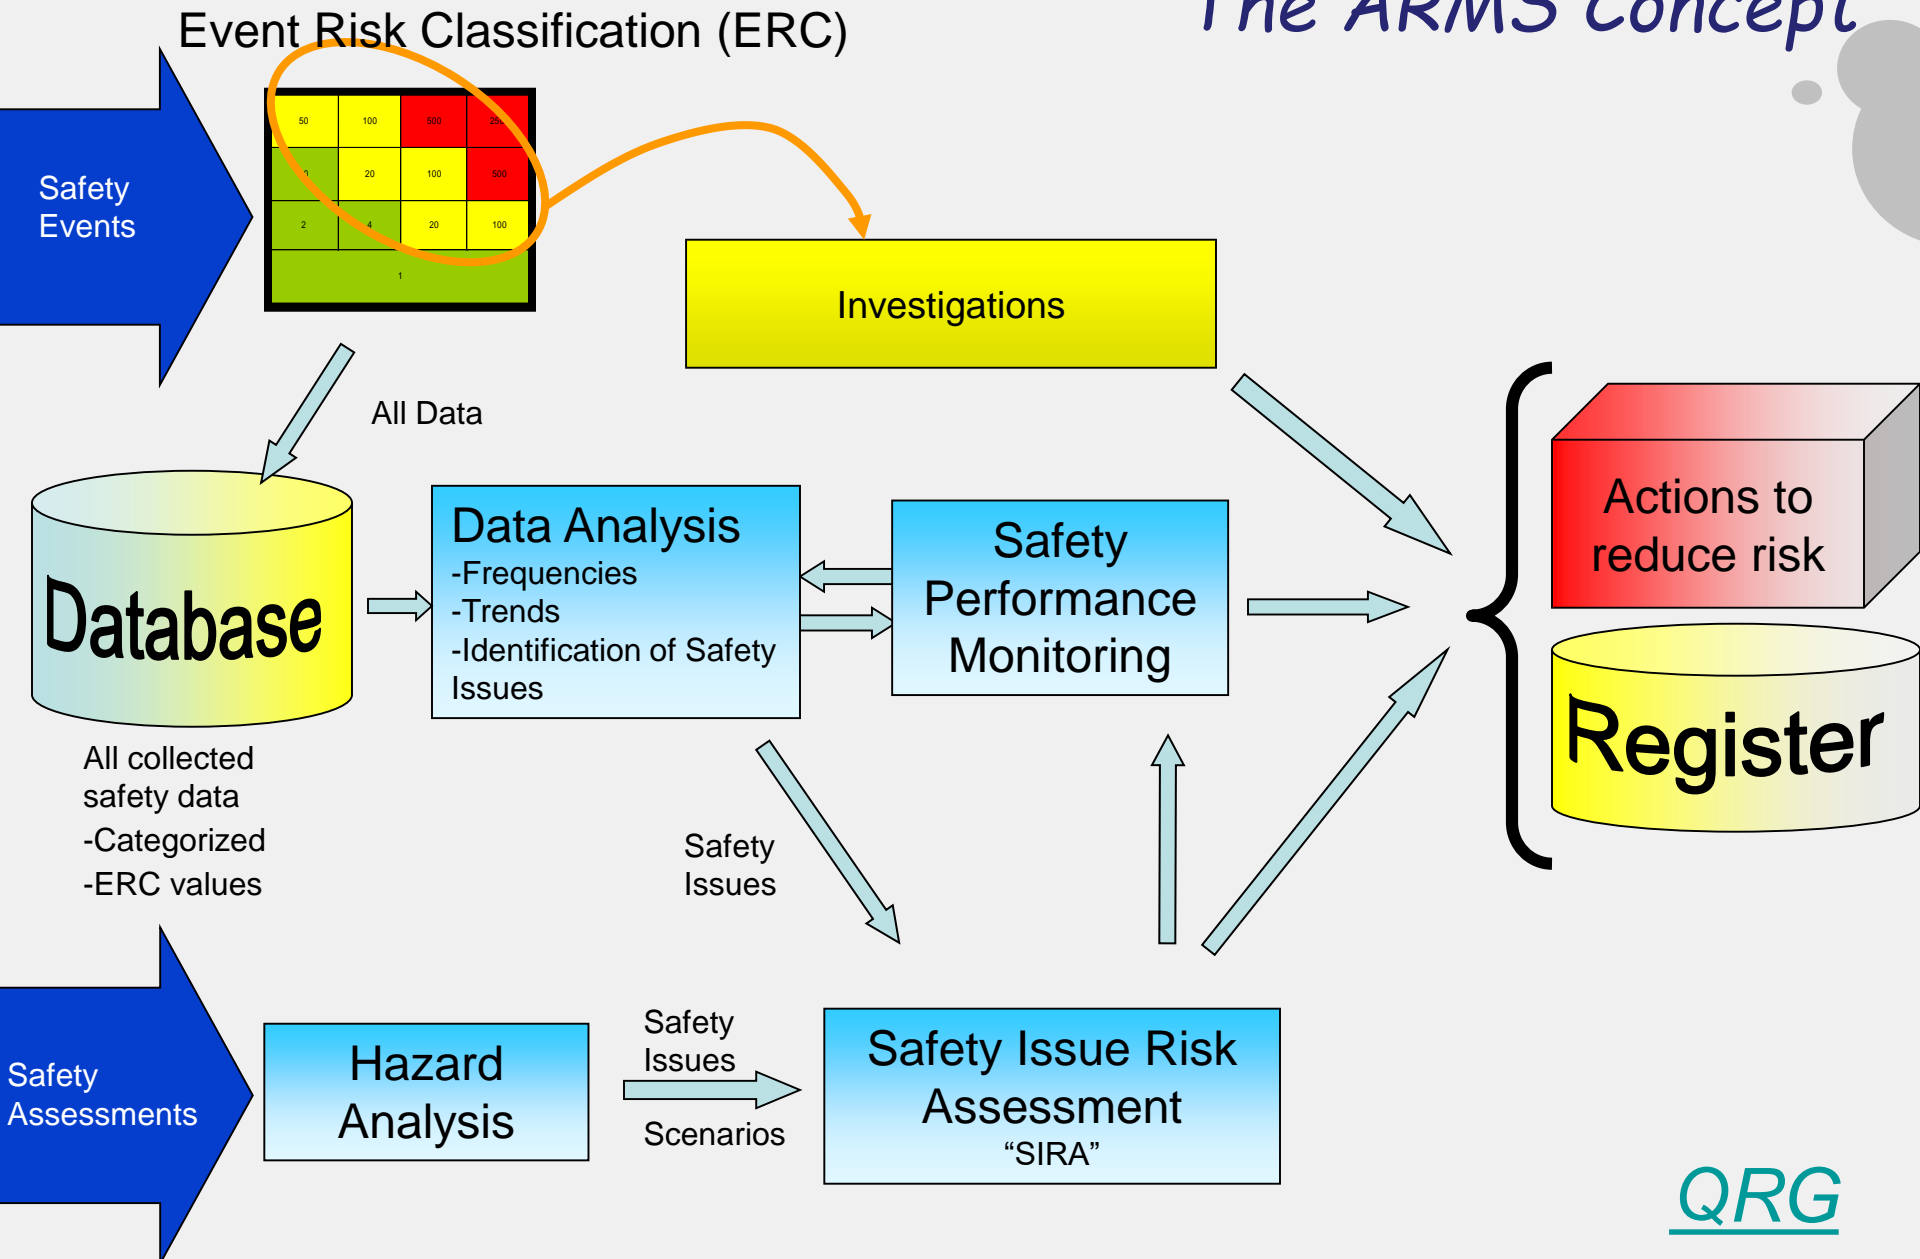 The ARMS Concept
Event Risk Classification (ERC)
50 100 500
20 100 500
2 4 20 100
1
Safety
Events
Investigations
All Data
Database
Data Analysis
-Frequencies
-Trends
-Identification of Safety
Issues
Safety
Performance
Monitoring
Actions to
reduce risk
Register
All collected
safety data
-Categorized
-ERC values
Safety
Issues
Safety
Assessments
Hazard
Analysis
Safety
Issues
Scenarios
Safety Issue Risk
Assessment
“SIRA”
QRG